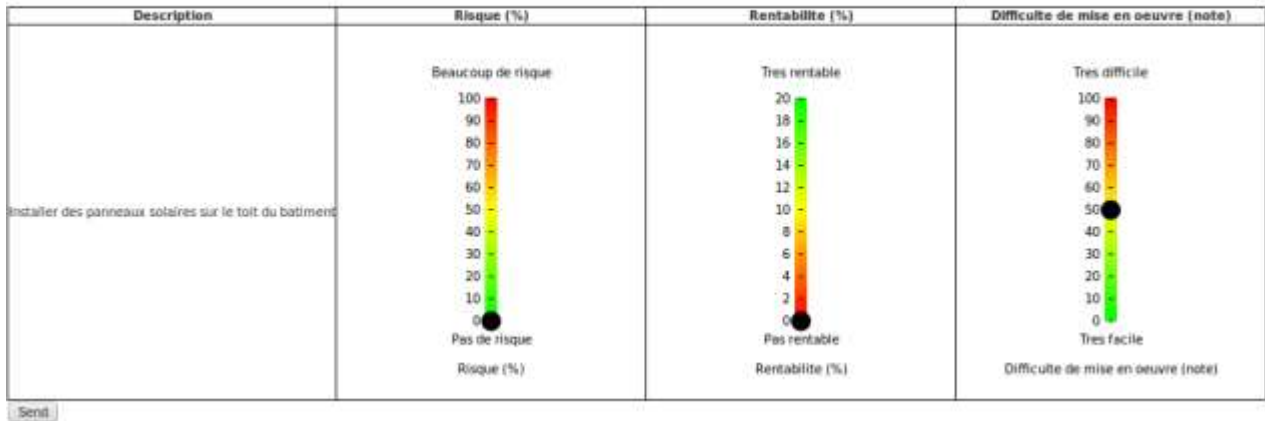 Description Risque (%) Rentabilite (%) Difficulte de mise en oeuvre (note)
Beaucoup de risque Tres rentable Tres difficile
100 20 100
90 18 90
80 16 80
70 14 70
60 12 60
Installer des panneaux solaires sur le toit du batiment 50 10 50
40 8 40
30 6 30
20 4 20
10 2 10
0 0 0
Pas de risque Pas rentable Tres facile
Risque (%) Rentabilite (%) Difficulte de mise en oeuvre (note)
Send